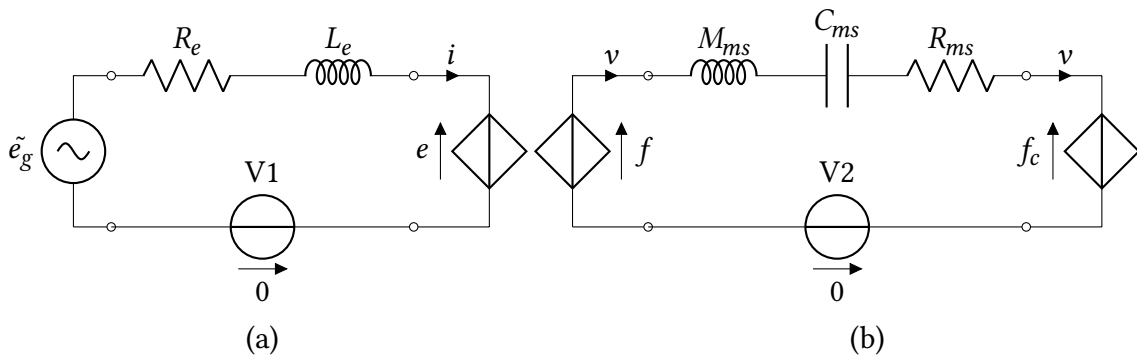 R_e L_e i v M_ms C_ms R_ms v
ẽ_g e f f_c
V1 V2
0 0
(a) (b)